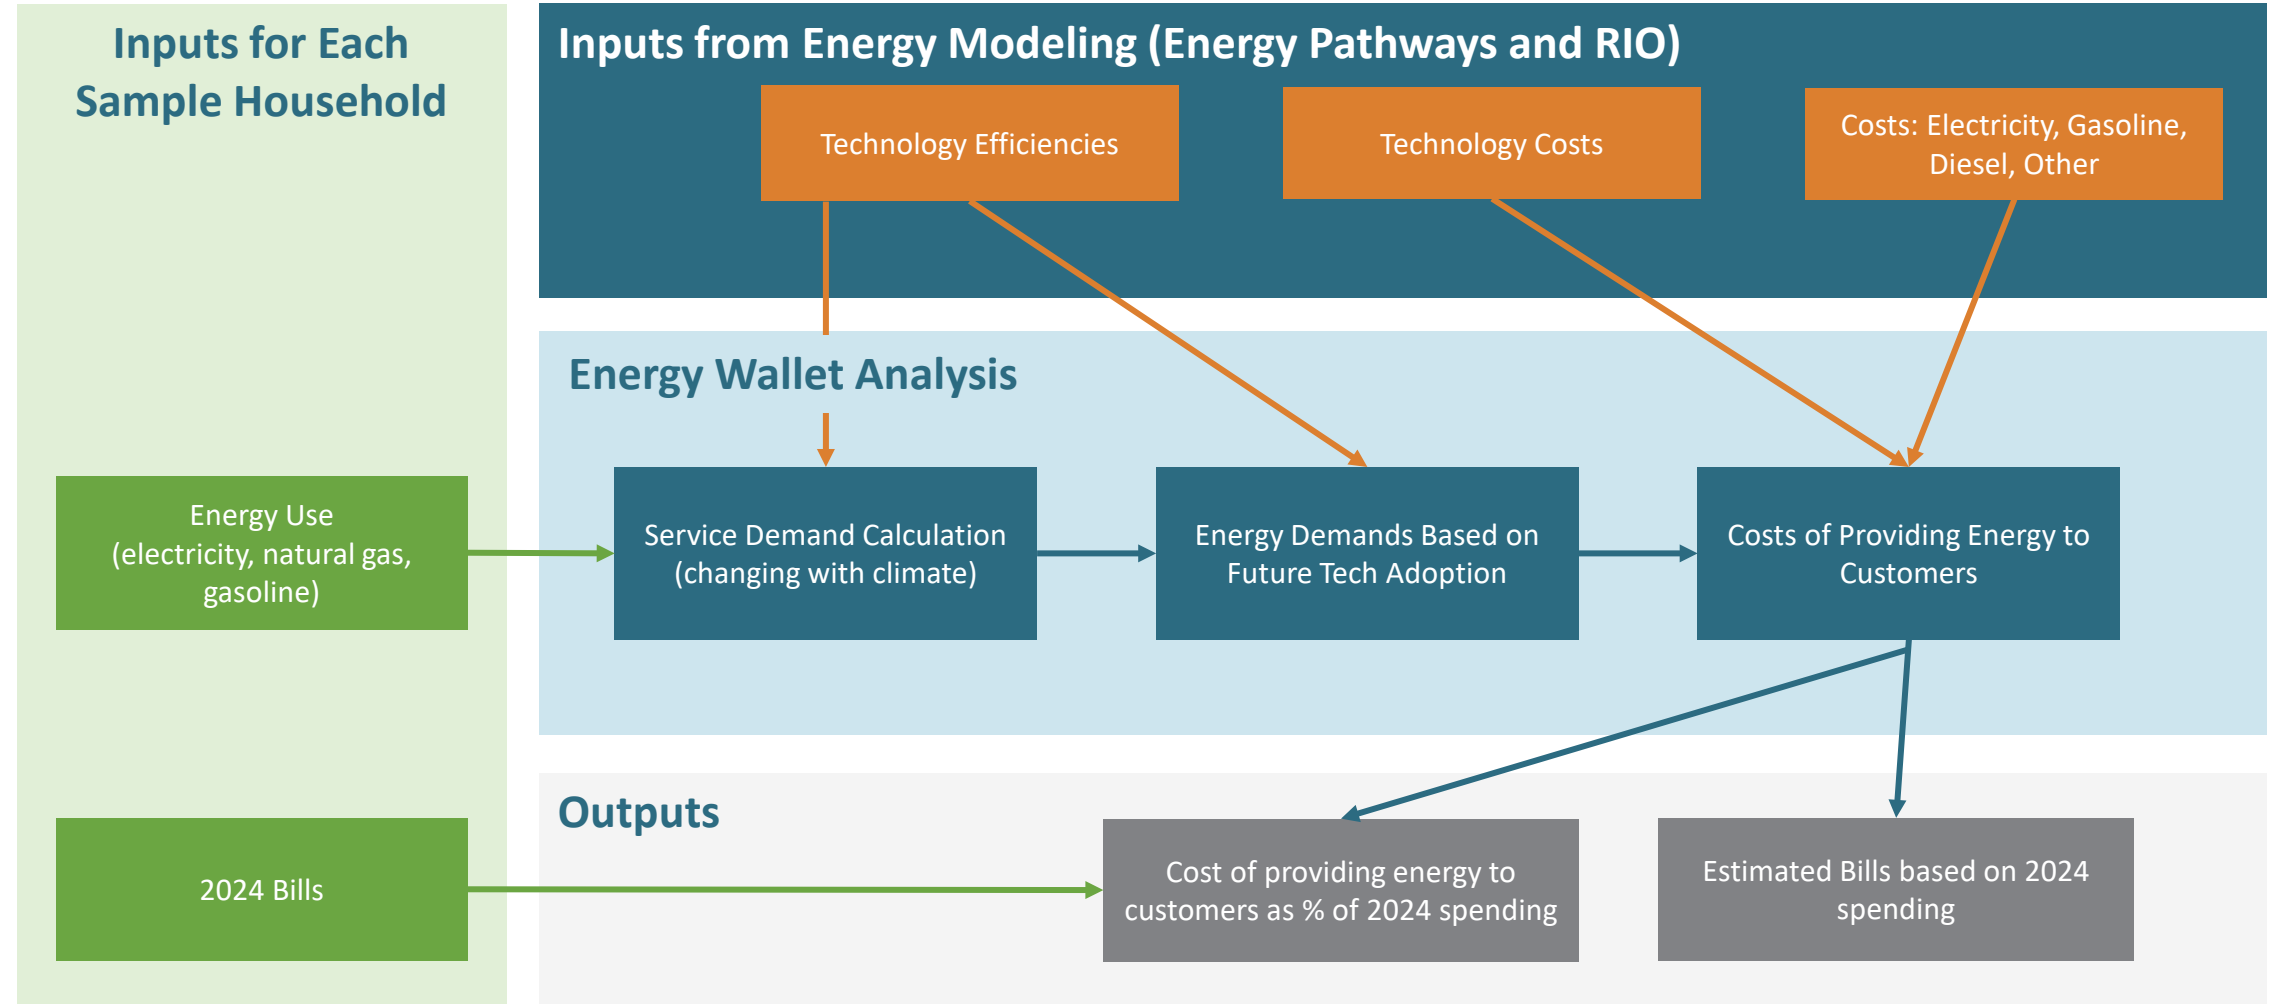 Inputs for Each
Sample Household
Inputs from Energy Modeling (Energy Pathways and RIO)
Technology Efficiencies
Technology Costs
Costs: Electricity, Gasoline,
Diesel, Other
Energy Wallet Analysis
Energy Use
(electricity, natural gas,
gasoline)
Service Demand Calculation
(changing with climate)
Energy Demands Based on
Future Tech Adoption
Costs of Providing Energy to
Customers
Outputs
2024 Bills
Cost of providing energy to
customers as % of 2024 spending
Estimated Bills based on 2024
spending